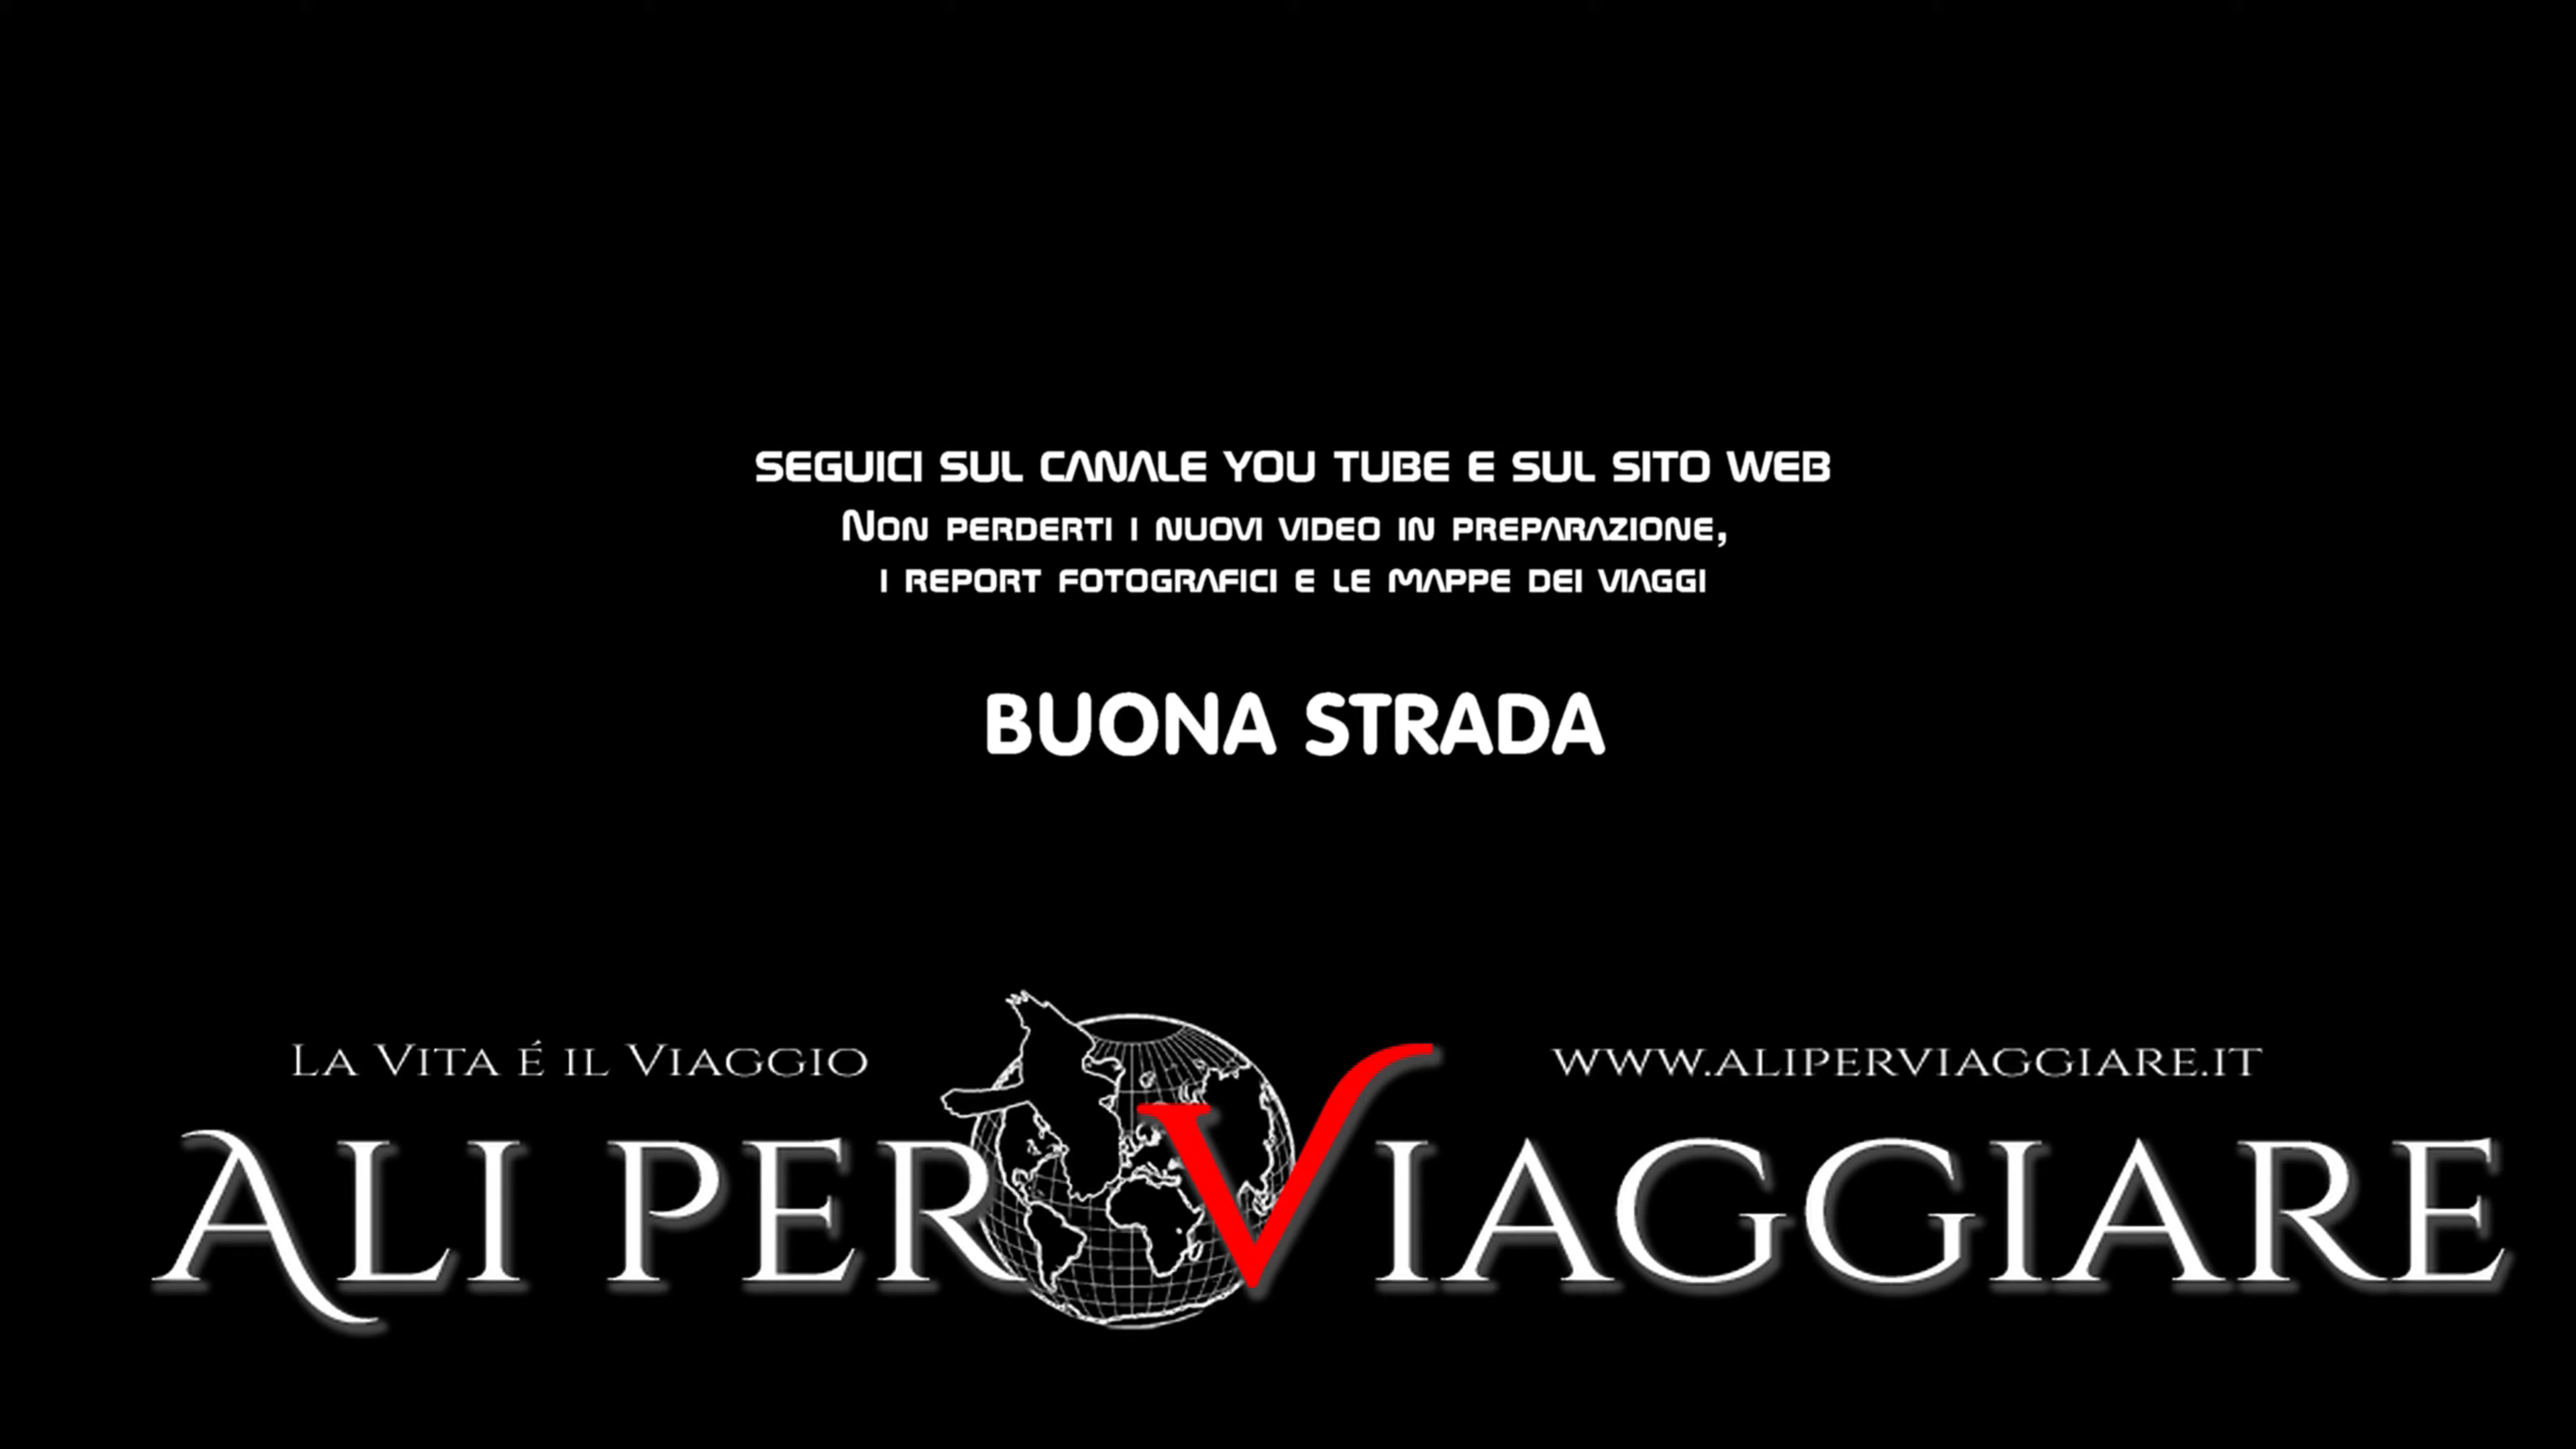 SEGUICI SUL CANALE YOU TUBE E SUL SITO WEB
Non perderti i nuovi video in preparazione,
i report fotografici e le mappe dei viaggi
BUONA STRADA
La Vita é il Viaggio
www.aliperviaggiare.it
Ali per Viaggiare